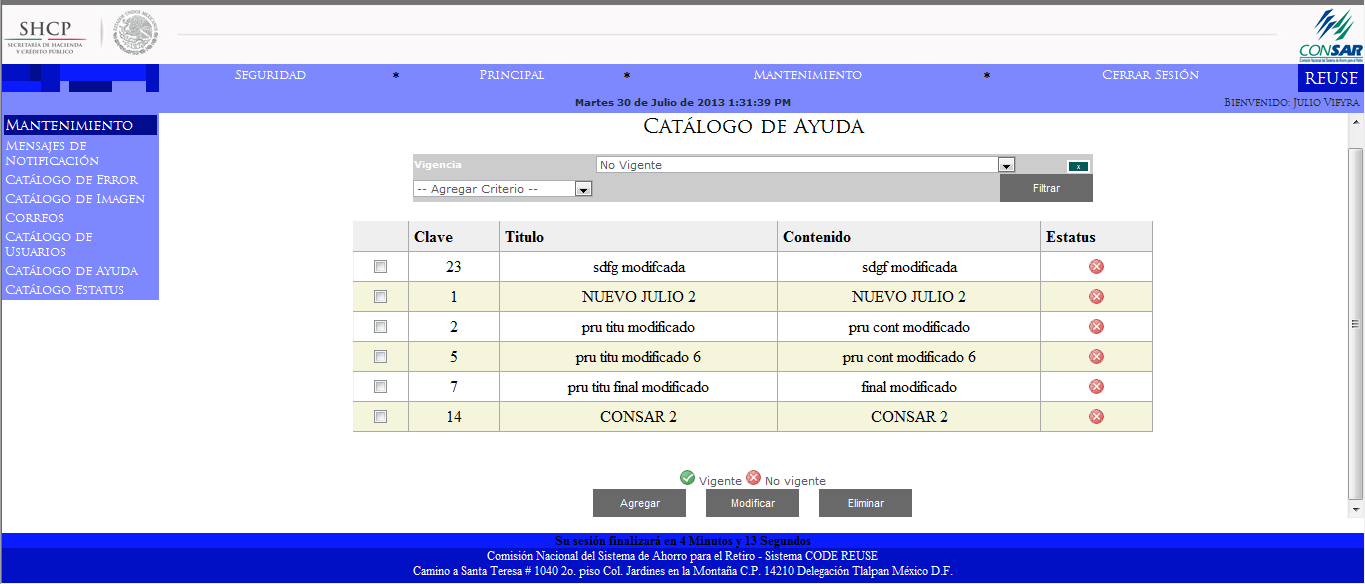 SHCP
SECRETARÍA DE HACIENDA
Y CRÉDITO PÚBLICO
ESTADOS UNIDOS MEXICANOS
CONSAR
Comisión Nacional del Sistema de Ahorro para el Retiro
SEGURIDAD * PRINCIPAL * MANTENIMIENTO * CERRAR SESIÓN
REUSE
Martes 30 de Julio de 2013 1:31:39 PM
BIENVENIDO: JULIO VIEYRA
MANTENIMIENTO
MENSAJES DE
NOTIFICACIÓN
CATÁLOGO DE ERROR
CATÁLOGO DE IMAGEN
CORREOS
CATÁLOGO DE
USUARIOS
CATÁLOGO DE AYUDA
CATÁLOGO ESTATUS
CATÁLOGO DE AYUDA
Vigencia No Vigente x
-- Agregar Criterio -- Filtrar
Clave Titulo Contenido Estatus
23 sdfg modifcada sdgf modificada
1 NUEVO JULIO 2 NUEVO JULIO 2
2 pru titu modificado pru cont modificado
5 pru titu modificado 6 pru cont modificado 6
7 pru titu final modificado final modificado
14 CONSAR 2 CONSAR 2
Vigente No vigente
Agregar Modificar Eliminar
Su sesión finalizará en 4 Minutos y 13 Segundos
Comisión Nacional del Sistema de Ahorro para el Retiro - Sistema CODE REUSE
Camino a Santa Teresa # 1040 2o. piso Col. Jardines en la Montaña C.P. 14210 Delegación Tlalpan México D.F.